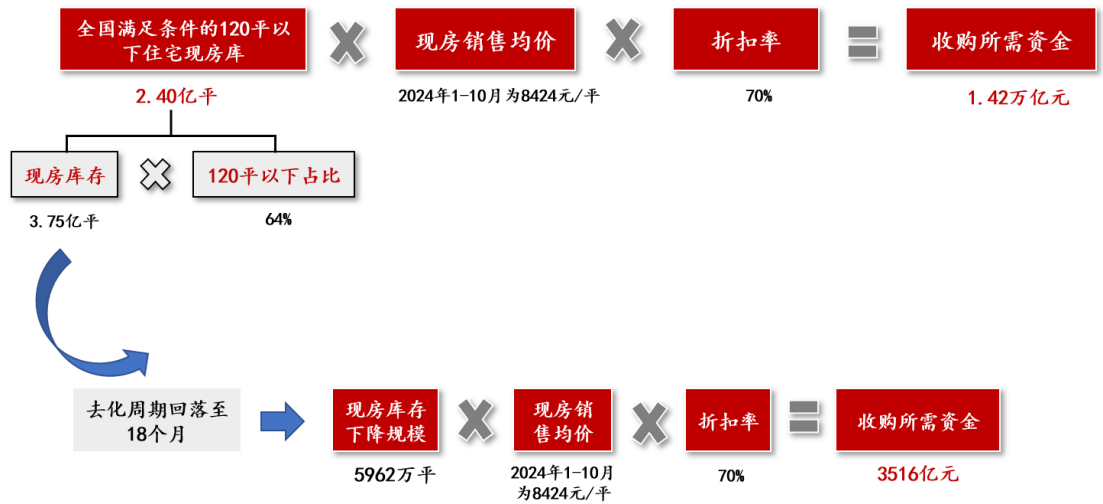 全国满足条件的120平以
下住宅现房库
现房销售均价
折扣率
收购所需资金
2.40亿平
2024年1-10月为8424元/平
70%
1.42万亿元
现房库存
120平以下占比
3.75亿平
64%
去化周期回落至
18个月
现房库存
下降规模
现房销
售均价
折扣率
收购所需资金
5962万平
2024年1-10月
为8424元/平
70%
3516亿元